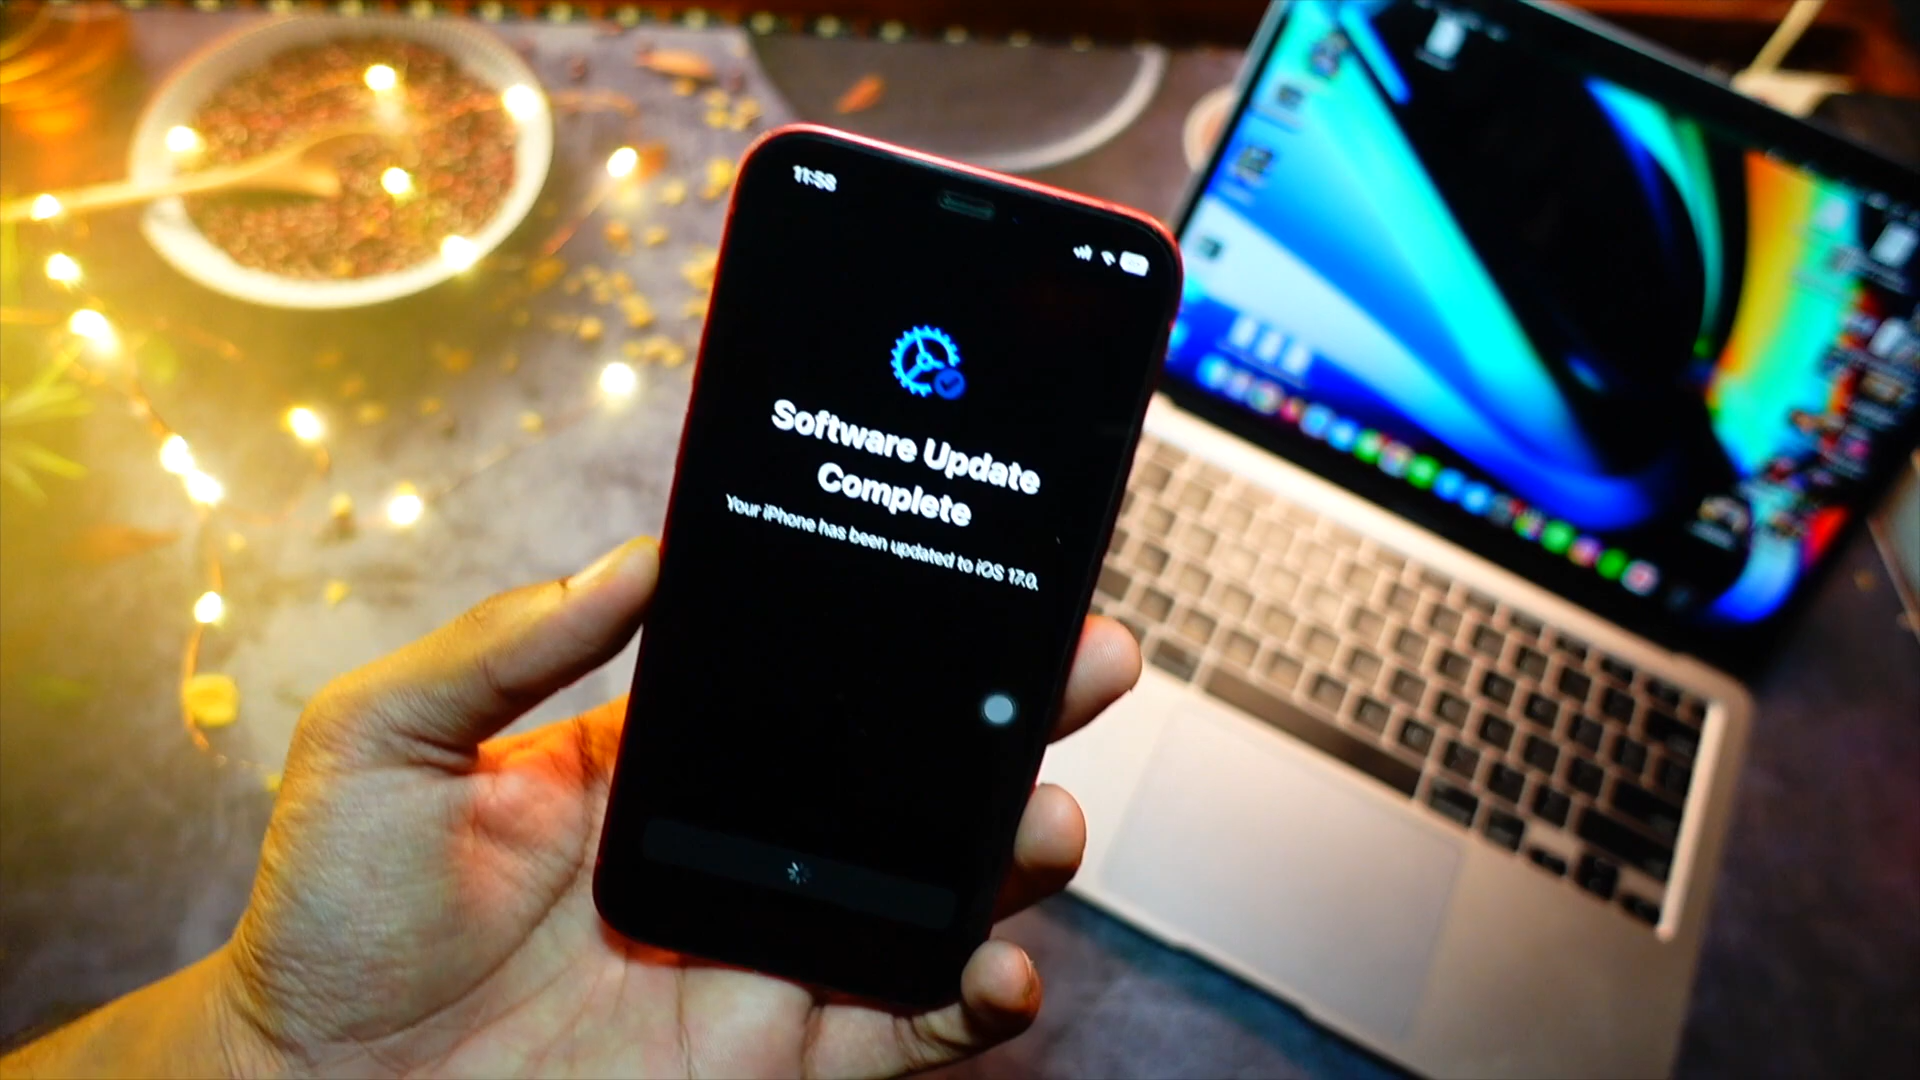 11:58
Software Update
Complete
Your iPhone has been updated to iOS 17.0.